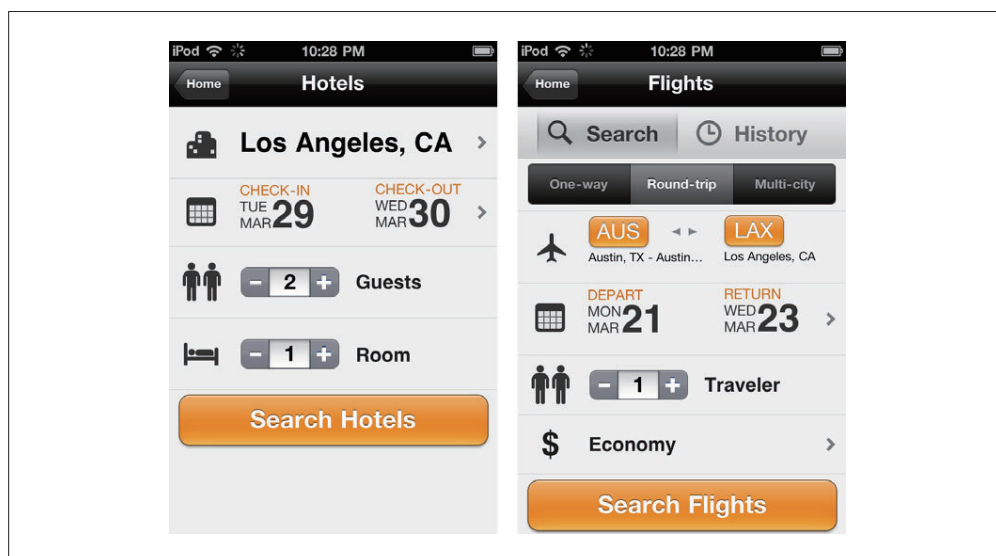 iPod 10:28 PM
Home Hotels
Los Angeles, CA
CHECK-IN CHECK-OUT
TUE MAR 29 WED MAR 30
- 2 + Guests
- 1 + Room
Search Hotels
iPod 10:28 PM
Home Flights
Search History
One-way Round-trip Multi-city
AUS LAX
Austin, TX - Austin... Los Angeles, CA
DEPART RETURN
MON MAR 21 WED MAR 23
- 1 + Traveler
$ Economy
Search Flights